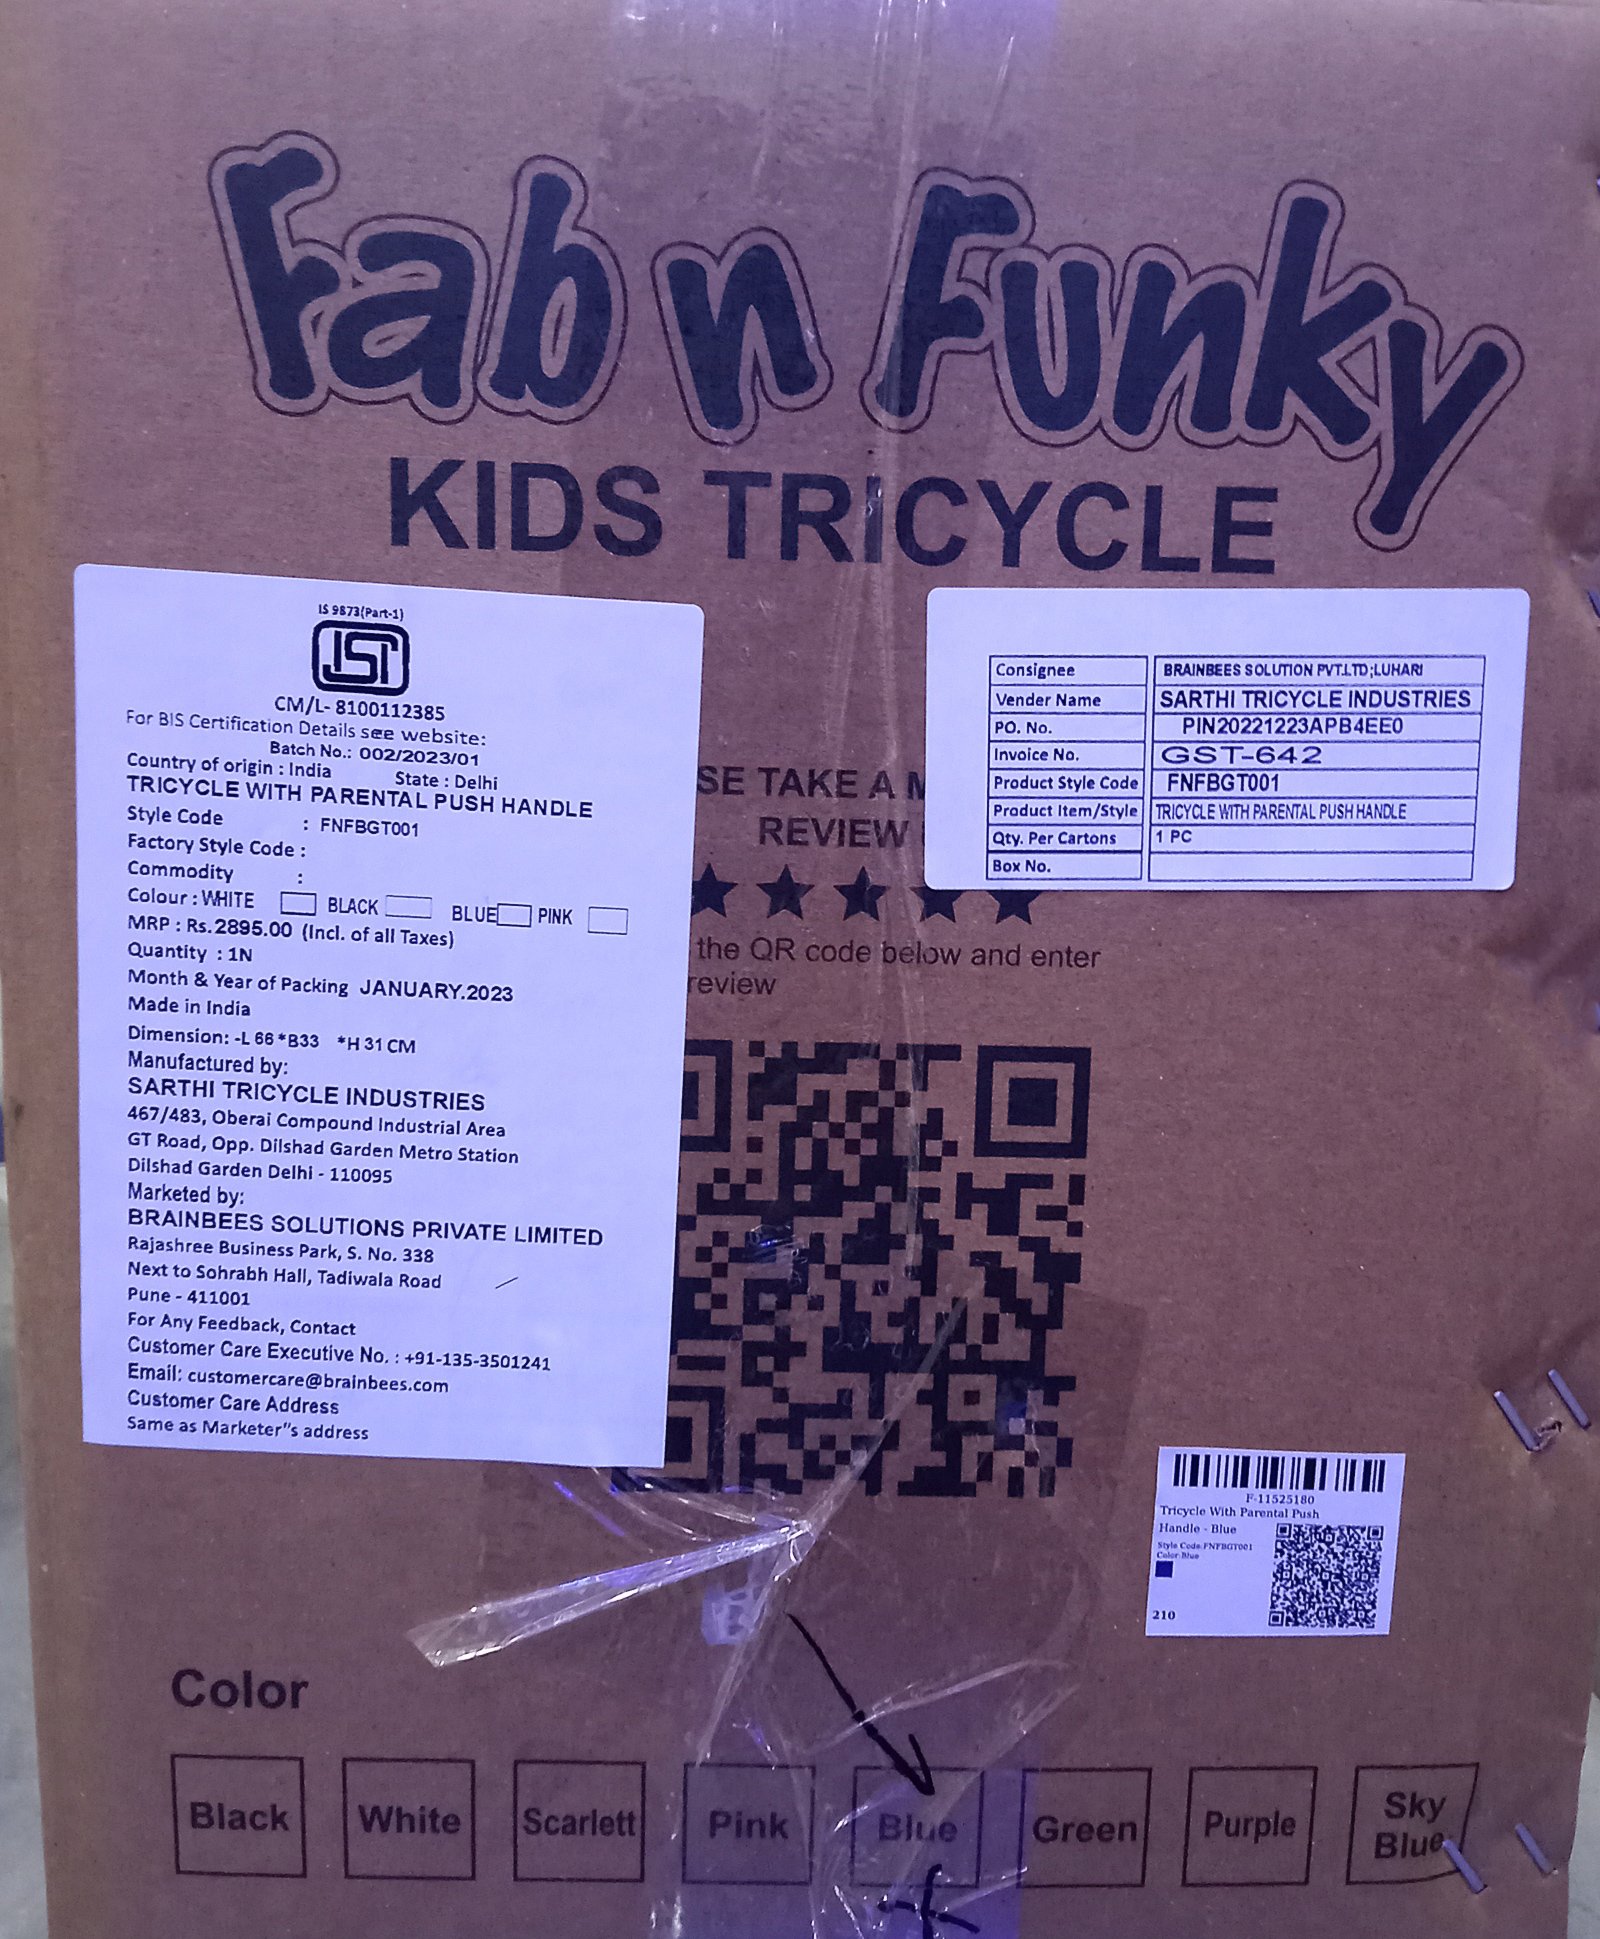 Fab n Funky
KIDS TRICYCLE
IS 9873(Part-1)
ISI
CM/L- 8100112385
For BIS Certification Details see website:
Batch No.: 002/2023/01
Country of origin : India State : Delhi
TRICYCLE WITH PARENTAL PUSH HANDLE
Style Code : FNFBGT001
Factory Style Code :
Commodity :
Colour : WHITE BLACK BLUE PINK
MRP : Rs.2895.00 (Incl. of all Taxes)
Quantity : 1N
Month & Year of Packing JANUARY.2023
Made in India
Dimension: -L 66*B33 *H 31 CM
Manufactured by:
SARTHI TRICYCLE INDUSTRIES
467/483, Oberai Compound Industrial Area
GT Road, Opp. Dilshad Garden Metro Station
Dilshad Garden Delhi - 110095
Marketed by:
BRAINBEES SOLUTIONS PRIVATE LIMITED
Rajashree Business Park, S. No. 338
Next to Sohrabh Hall, Tadiwala Road
Pune - 411001
For Any Feedback, Contact
Customer Care Executive No. : +91-135-3501241
Email: customercare@brainbees.com
Customer Care Address
Same as Marketer"s address
Consignee BRAINBEES SOLUTION PVT.LTD;LUHARI
Vender Name SARTHI TRICYCLE INDUSTRIES
PO. No. PIN20221223APB4EE0
Invoice No. GST-642
Product Style Code FNFBGT001
Product Item/Style TRICYCLE WITH PARENTAL PUSH HANDLE
Qty. Per Cartons 1 PC
Box No.
SE TAKE A M
REVIEW
the QR code below and enter
review
F-11525180
Tricycle With Parental Push
Handle - Blue
Style Code:FNFBGT001
Color:Blue
210
Color
Black White Scarlett Pink Blue Green Purple Sky Blue